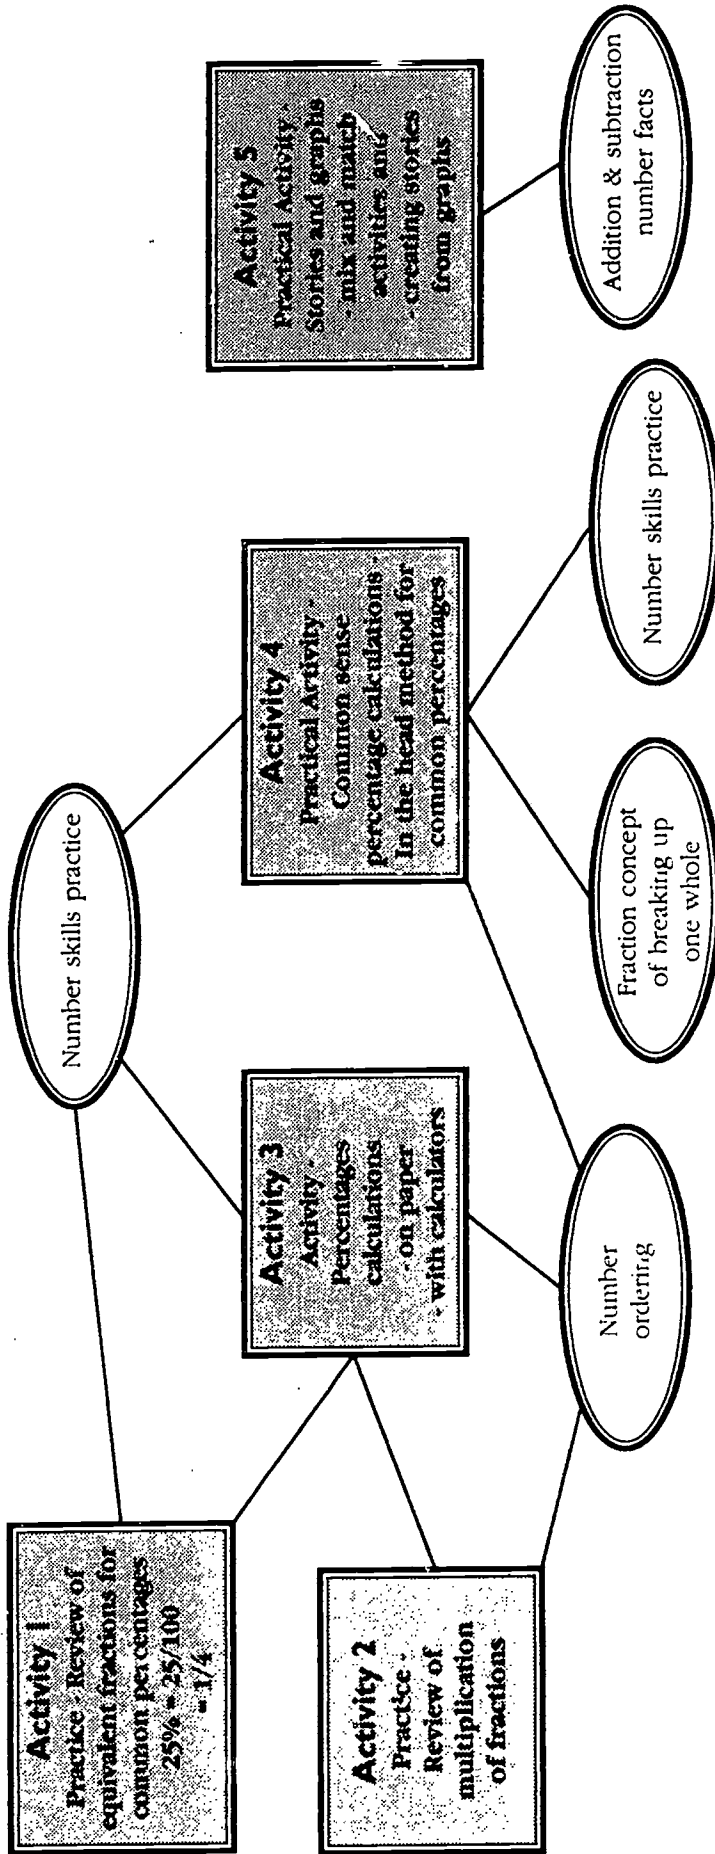 Activity 1
Practice - Review of
equivalent fractions for
common percentages
25% = 25/100
= 1/4
Activity 2
Practice -
Review of
multiplication
of fractions
Number skills practice
Activity 3
Activity -
Percentages
calculations
- on paper
- with calculators
Number
ordering
Activity 4
Practical Activity -
Common sense
percentage calculations -
In the head method for
common percentages
Fraction concept
of breaking up
one whole
Number skills practice
Activity 5
Practical Activity -
Stories and graphs
- mix and match
activities and
- creating stories
from graphs
Addition & subtraction
number facts